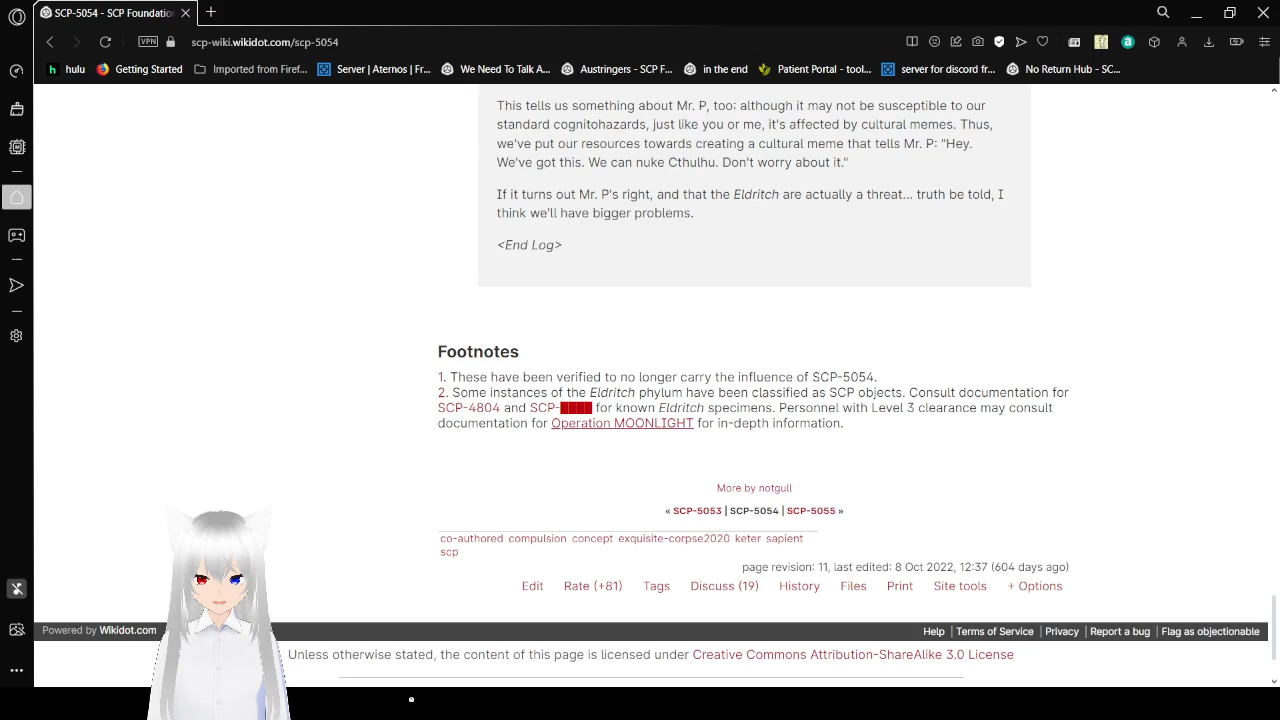 SCP-5054 - SCP Foundatio
VPN scp-wiki.wikidot.com/scp-5054
hulu Getting Started Imported from Firef... Server | Aternos | Fr... We Need To Talk A... Austringers - SCP F... in the end Patient Portal - tool... server for discord fr... No Return Hub - SC...
This tells us something about Mr. P, too: although it may not be susceptible to our
standard cognitohazards, just like you or me, it's affected by cultural memes. Thus,
we've put our resources towards creating a cultural meme that tells Mr. P: "Hey.
We've got this. We can nuke Cthulhu. Don't worry about it."
If it turns out Mr. P's right, and that the Eldritch are actually a threat… truth be told, I
think we'll have bigger problems.
<End Log>
Footnotes
1. These have been verified to no longer carry the influence of SCP-5054.
2. Some instances of the Eldritch phylum have been classified as SCP objects. Consult documentation for
SCP-4804 and SCP-████ for known Eldritch specimens. Personnel with Level 3 clearance may consult
documentation for Operation MOONLIGHT for in-depth information.
More by notgull
« SCP-5053 | SCP-5054 | SCP-5055 »
co-authored compulsion concept exquisite-corpse2020 keter sapient
scp
page revision: 11, last edited: 8 Oct 2022, 12:37 (604 days ago)
Edit Rate (+81) Tags Discuss (19) History Files Print Site tools + Options
Powered by Wikidot.com Help | Terms of Service | Privacy | Report a bug | Flag as objectionable
Unless otherwise stated, the content of this page is licensed under Creative Commons Attribution-ShareAlike 3.0 License